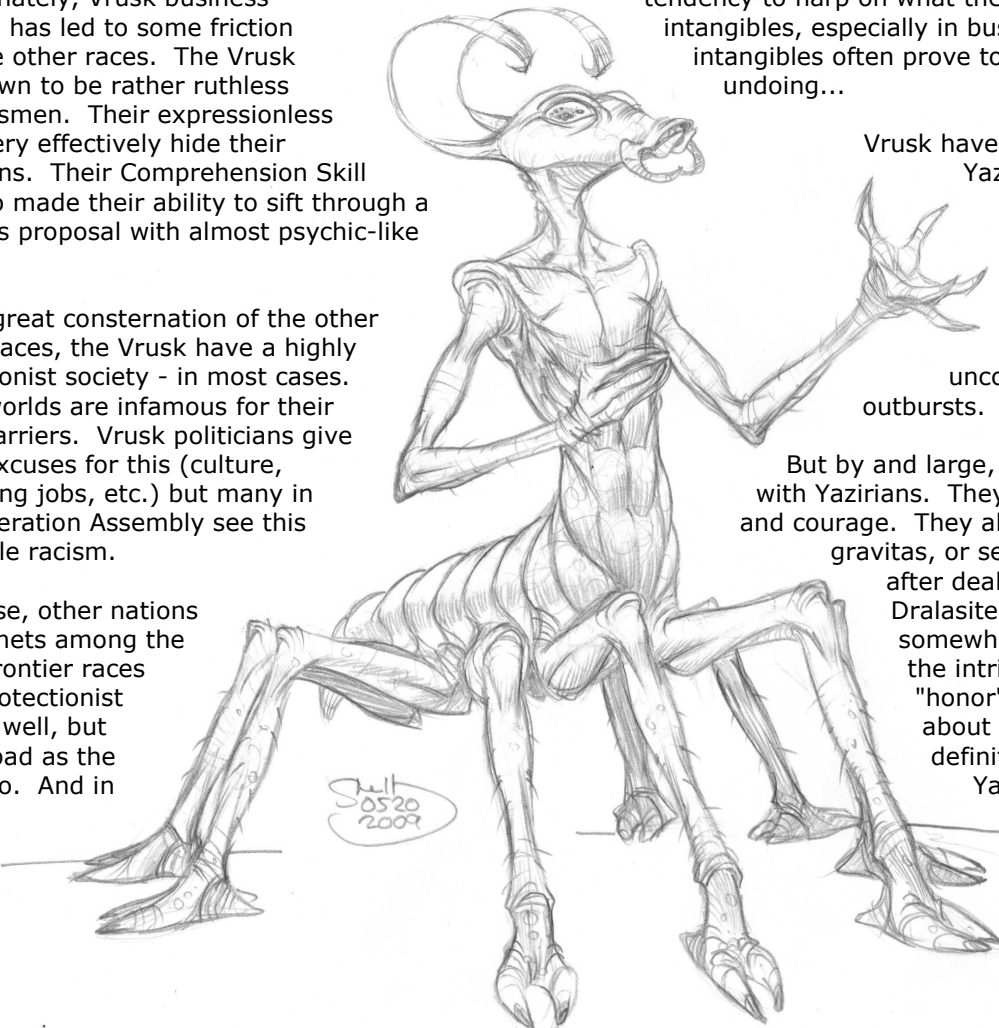 nately, Vrusk business
has led to some friction
e other races. The Vrusk
wn to be rather ruthless
smen. Their expressionless
ery effectively hide their
ns. Their Comprehension Skill
o made their ability to sift through a
s proposal with almost psychic-like
great consternation of the other
aces, the Vrusk have a highly
onist society - in most cases.
vorlds are infamous for their
arriers. Vrusk politicians give
xcuses for this (culture,
ng jobs, etc.) but many in
eration Assembly see this
le racism.
se, other nations
nets among the
rontier races
otectionist
well, but
oad as the
o. And in
tendency to harp on what the
intangibles, especially in bus
intangibles often prove to
undoing...
Vrusk have
Yaz
unco
outbursts.
But by and large,
with Yazirians. They
and courage. They al
gravitas, or se
after deal
Dralasite
somewh
the intri
"honor"
about
definit
Ya
0520
2009